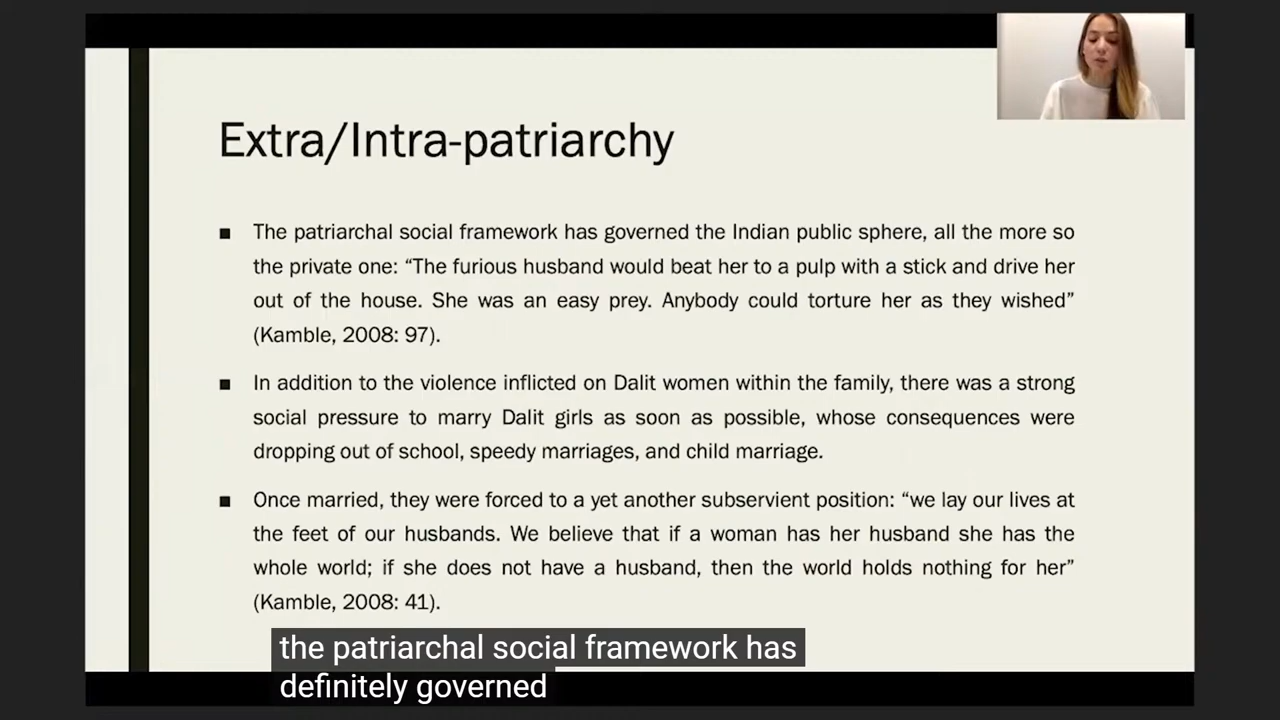 Extra/Intra-patriarchy
■ The patriarchal social framework has governed the Indian public sphere, all the more so
the private one: “The furious husband would beat her to a pulp with a stick and drive her
out of the house. She was an easy prey. Anybody could torture her as they wished”
(Kamble, 2008: 97).
■ In addition to the violence inflicted on Dalit women within the family, there was a strong
social pressure to marry Dalit girls as soon as possible, whose consequences were
dropping out of school, speedy marriages, and child marriage.
■ Once married, they were forced to a yet another subservient position: “we lay our lives at
the feet of our husbands. We believe that if a woman has her husband she has the
whole world; if she does not have a husband, then the world holds nothing for her”
(Kamble, 2008: 41).
the patriarchal social framework has
definitely governed